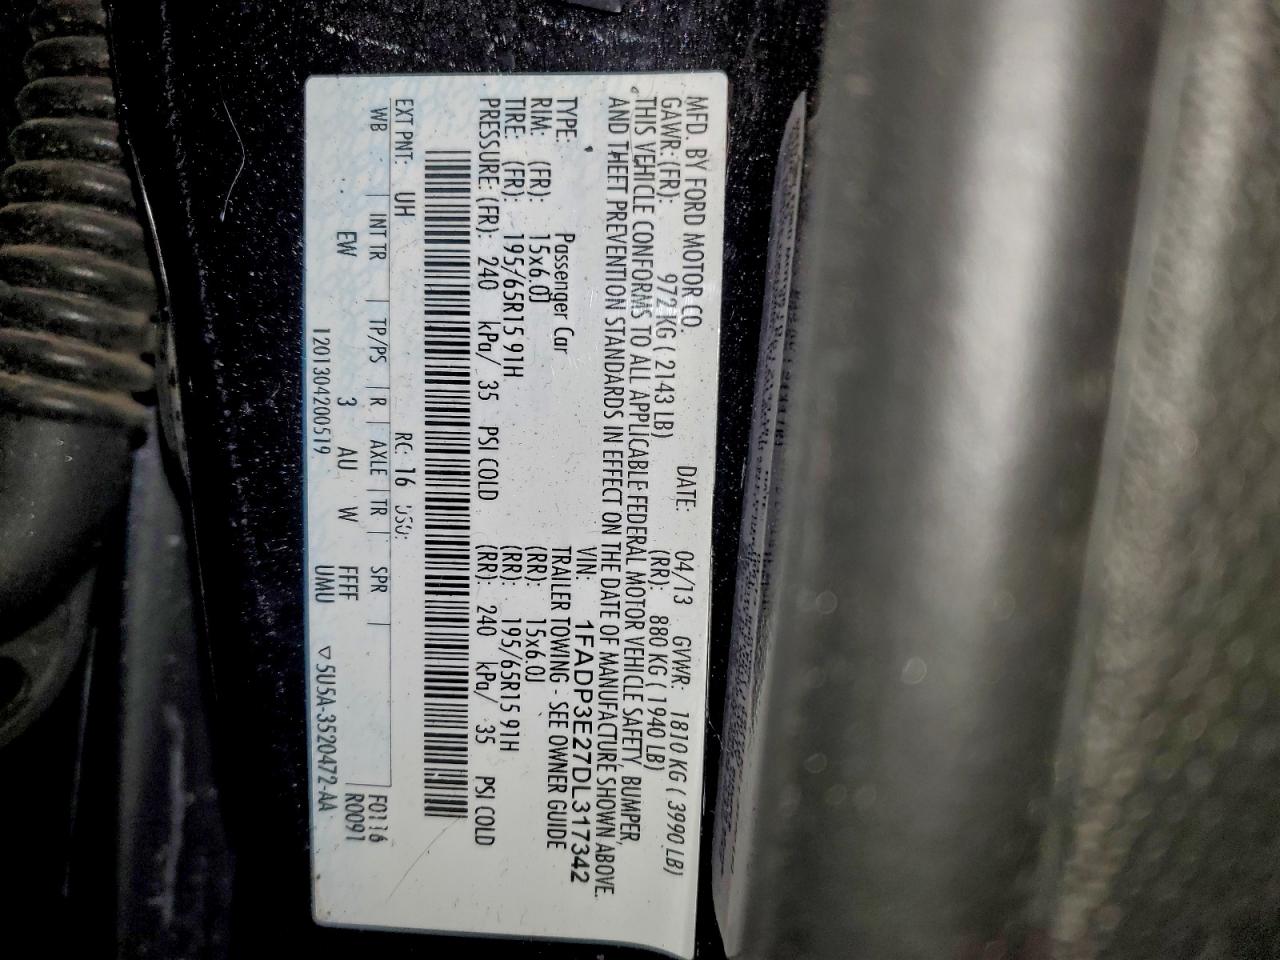 MFD. BY FORD MOTOR CO. DATE: 04/13 GVWR: 1810 KG ( 3990 LB)
GAWR: (FR): 972 KG ( 2143 LB) (RR): 880 KG ( 1940 LB)
THIS VEHICLE CONFORMS TO ALL APPLICABLE FEDERAL MOTOR VEHICLE SAFETY, BUMPER,
AND THEFT PREVENTION STANDARDS IN EFFECT ON THE DATE OF MANUFACTURE SHOWN ABOVE.
VIN: 1FADP3E27DL317342
TYPE: Passenger Car TRAILER TOWING - SEE OWNER GUIDE
RIM: (FR): 15x6.0J (RR): 15x6.0J
TIRE: (FR): 195/65R15 91H (RR): 195/65R15 91H
PRESSURE: (FR): 240 kPa/ 35 PSI COLD (RR): 240 kPa/ 35 PSI COLD
EXT PNT: UH RC: 16 DSO: F0116
WB INT TR TP/PS R AXLE TR SPR R0091
EW 3 AU W FFF
12013042005​19 UMU ▽ 5U5A-3520472-AA